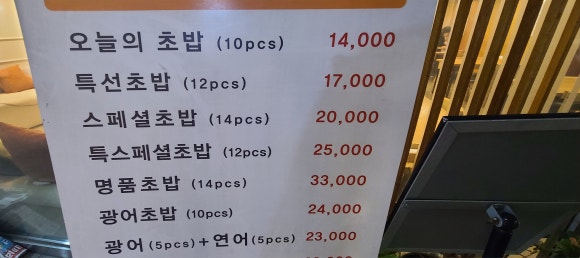 오늘의 초밥 (10pcs) 14,000
특선초밥 (12pcs) 17,000
스페셜초밥 (14pcs) 20,000
특스페셜초밥 (12pcs) 25,000
명품초밥 (14pcs) 33,000
광어초밥 (10pcs) 24,000
광어(5pcs)+연어(5pcs) 23,000